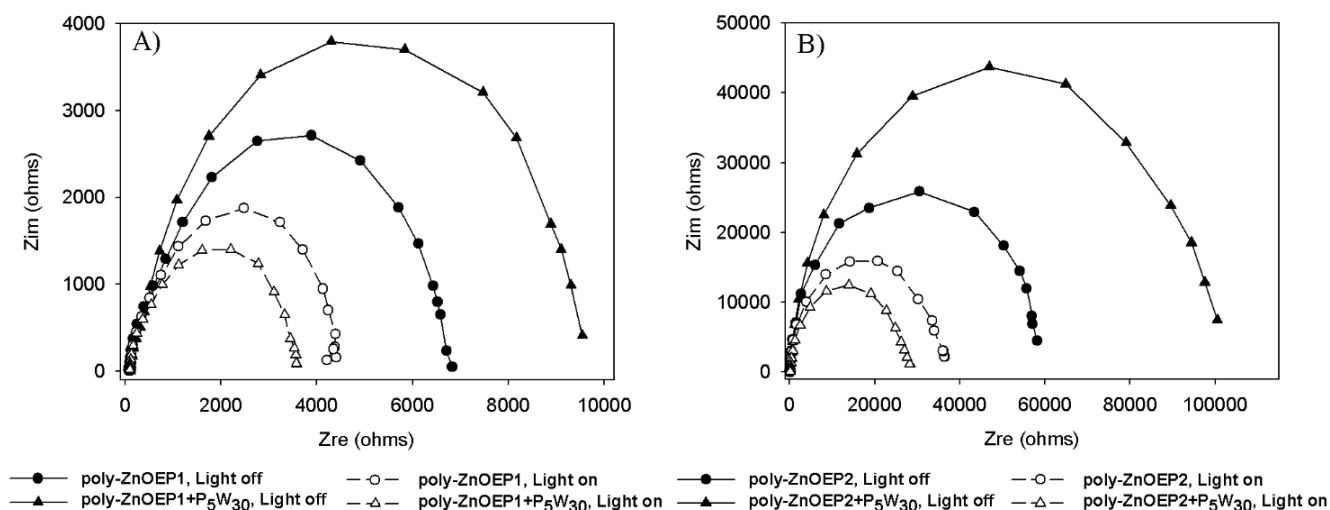 A)
4000
3000
2000
1000
0
Zim (ohms)
0 2000 4000 6000 8000 10000
Zre (ohms)
B)
50000
40000
30000
20000
10000
0
Zim (ohms)
0 20000 40000 60000 80000 100000
Zre (ohms)
poly-ZnOEP1, Light off
poly-ZnOEP1+P5W30, Light off
poly-ZnOEP1, Light on
poly-ZnOEP1+P5W30, Light on
poly-ZnOEP2, Light off
poly-ZnOEP2+P5W30, Light off
poly-ZnOEP2, Light on
poly-ZnOEP2+P5W30, Light on